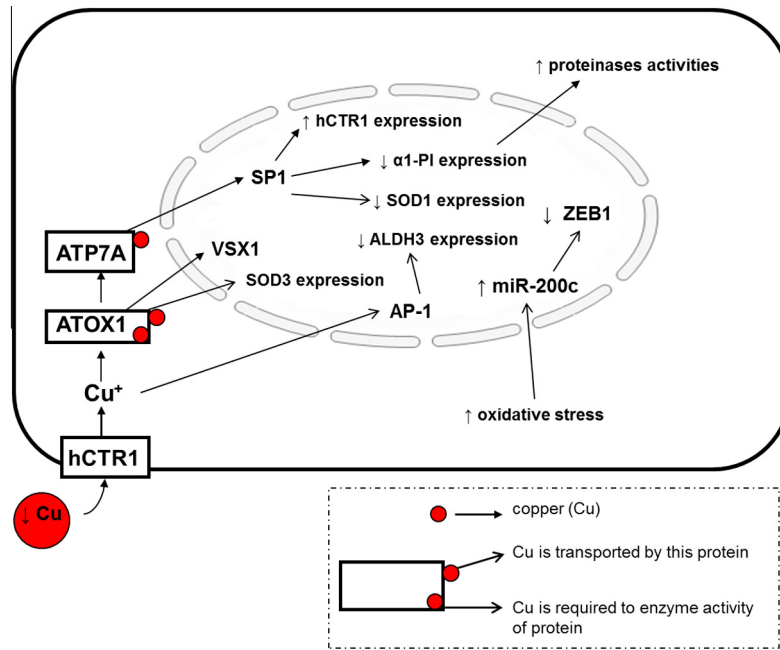 ↑ proteinases activities
↑ hCTR1 expression
↓ α1-PI expression
SP1
↓ SOD1 expression
↓ ZEB1
ATP7A
VSX1
↓ ALDH3 expression
SOD3 expression
↑ miR-200c
ATOX1
AP-1
Cu⁺
↑ oxidative stress
hCTR1
↓ Cu
copper (Cu)
Cu is transported by this protein
Cu is required to enzyme activity
of protein